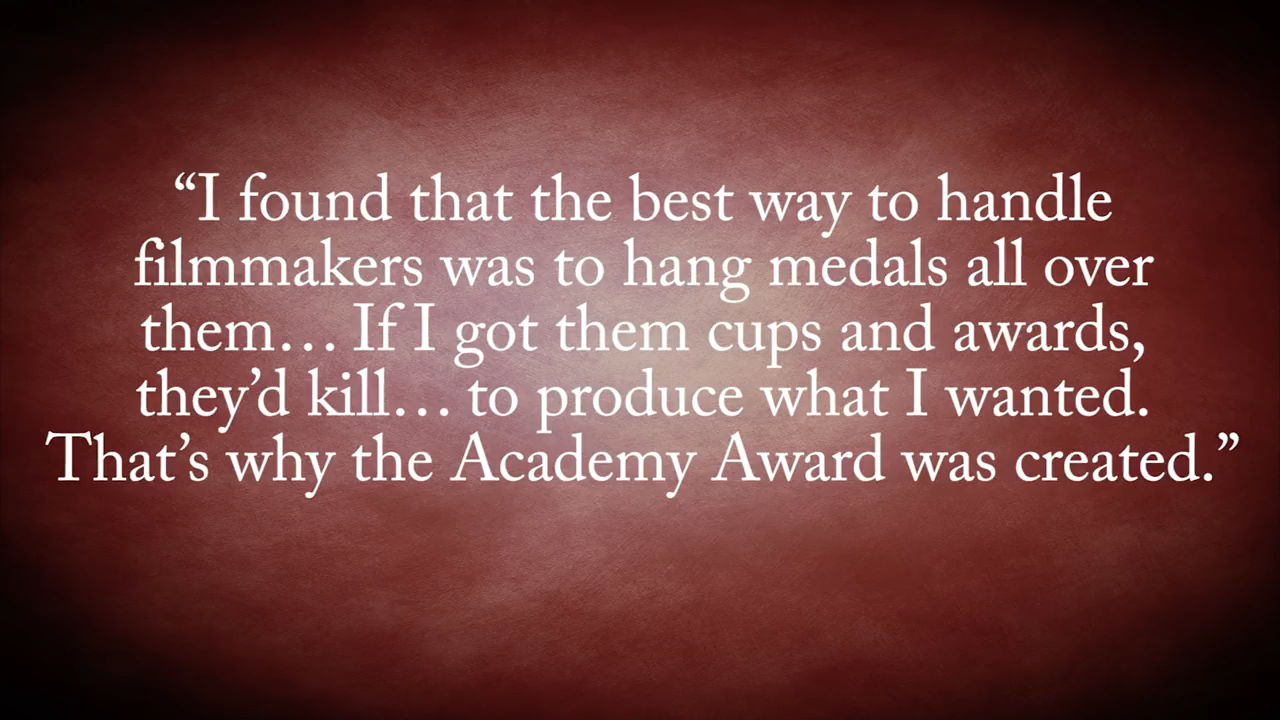 “I found that the best way to handle
filmmakers was to hang medals all over
them… If I got them cups and awards,
they’d kill… to produce what I wanted.
That’s why the Academy Award was created.”